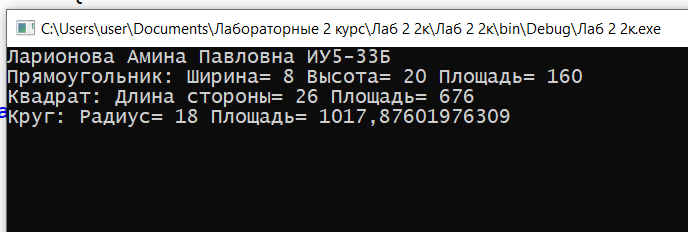 C:\Users\user\Documents\Лабораторные 2 курс\Лаб 2 2к\Лаб 2 2к\bin\Debug\Лаб 2 2к.exe
Ларионова Амина Павловна ИУ5-33Б
Прямоугольник: Ширина= 8 Высота= 20 Площадь= 160
Квадрат: Длина стороны= 26 Площадь= 676
Круг: Радиус= 18 Площадь= 1017,87601976309